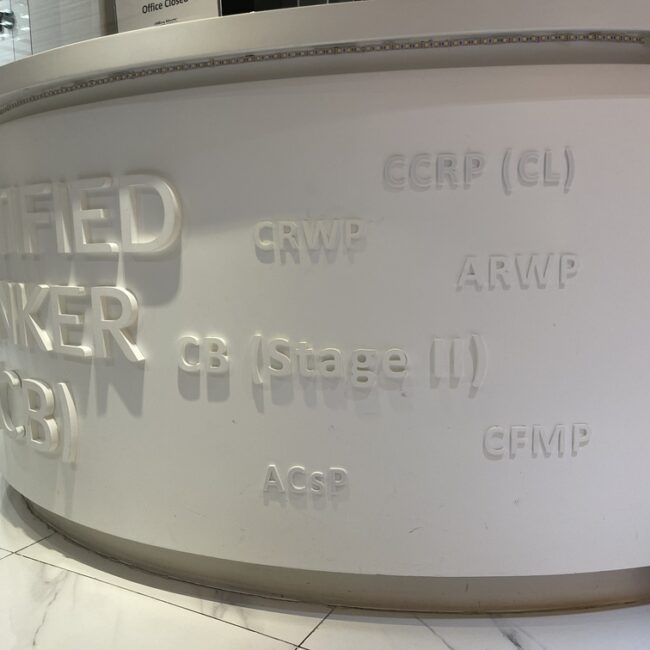 Office Closed
TIFIED
NKER
CB)
CCRP (CL)
CRWP
ARWP
CB (Stage II)
CFMP
ACsP